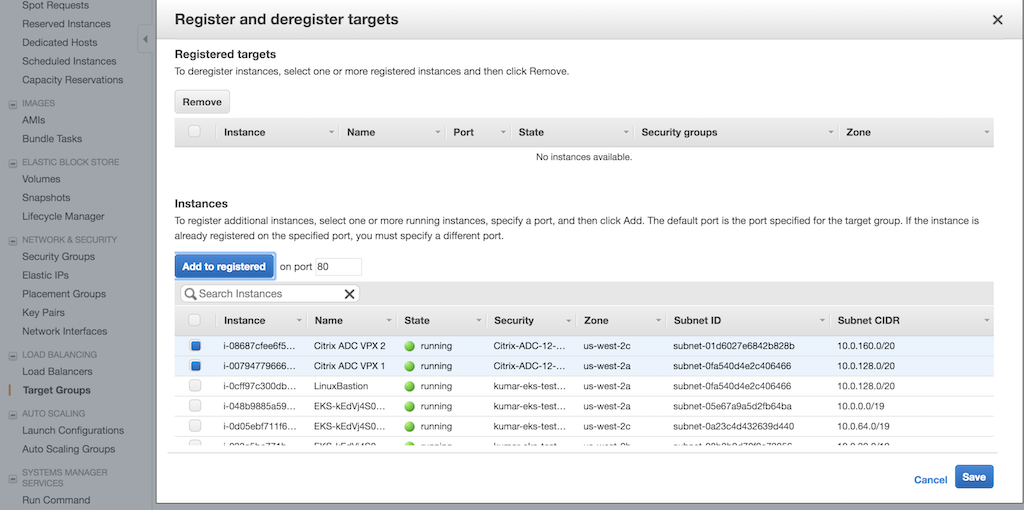 Spot Requests
Reserved Instances
Dedicated Hosts
Scheduled Instances
Capacity Reservations
IMAGES
AMIs
Bundle Tasks
ELASTIC BLOCK STORE
Volumes
Snapshots
Lifecycle Manager
NETWORK & SECURITY
Security Groups
Elastic IPs
Placement Groups
Key Pairs
Network Interfaces
LOAD BALANCING
Load Balancers
Target Groups
AUTO SCALING
Launch Configurations
Auto Scaling Groups
SYSTEMS MANAGER
SERVICES
Run Command
Register and deregister targets
Registered targets
To deregister instances, select one or more registered instances and then click Remove.
Remove
Instance Name Port State Security groups Zone
No instances available.
Instances
To register additional instances, select one or more running instances, specify a port, and then click Add. The default port is the port specified for the target group. If the instance is
already registered on the specified port, you must specify a different port.
Add to registered on port 80
Search Instances
Instance Name State Security Zone Subnet ID Subnet CIDR
i-08687cfee6f5... Citrix ADC VPX 2 running Citrix-ADC-12-... us-west-2c subnet-01d6027e6842b828b 10.0.160.0/20
i-00794779666... Citrix ADC VPX 1 running Citrix-ADC-12-... us-west-2a subnet-0fa540d4e2c406466 10.0.128.0/20
i-0cff97c300db... LinuxBastion running kumar-eks-test... us-west-2a subnet-0fa540d4e2c406466 10.0.128.0/20
i-048b9885a59... EKS-kEdVj4S0... running kumar-eks-test... us-west-2a subnet-05e67a9a5d2fb64ba 10.0.0.0/19
i-0d05ebf711f6... EKS-kEdVj4S0... running kumar-eks-test... us-west-2c subnet-0a23c4d432639d440 10.0.64.0/19
Cancel Save